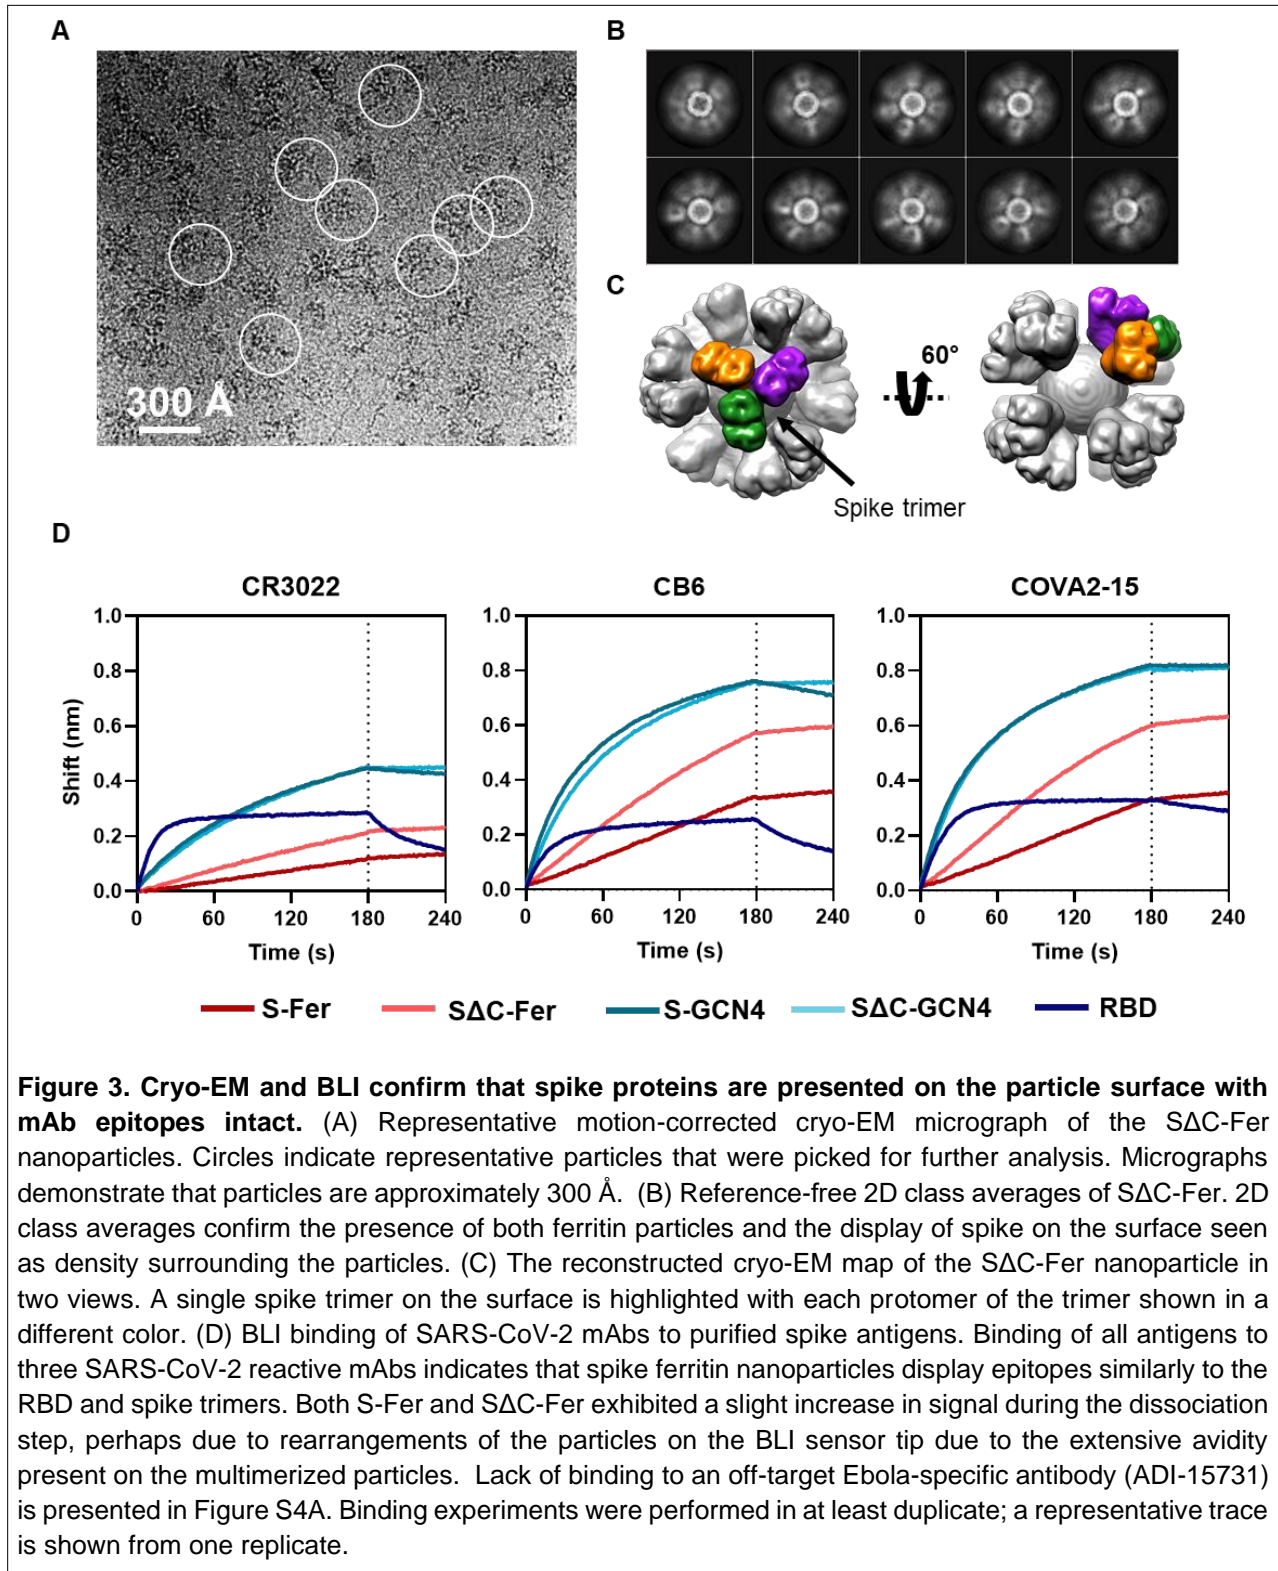 A
B
300 Å
C
60°
Spike trimer
D
CR3022
CB6
COVA2-15
Shift (nm)
1.0
0.8
0.6
0.4
0.2
0.0
0 60 120 180 240
Time (s)
1.0
0.8
0.6
0.4
0.2
0.0
0 60 120 180 240
Time (s)
1.0
0.8
0.6
0.4
0.2
0.0
0 60 120 180 240
Time (s)
S-Fer SΔC-Fer S-GCN4 SΔC-GCN4 RBD
Figure 3. Cryo-EM and BLI confirm that spike proteins are presented on the particle surface with
mAb epitopes intact. (A) Representative motion-corrected cryo-EM micrograph of the SΔC-Fer
nanoparticles. Circles indicate representative particles that were picked for further analysis. Micrographs
demonstrate that particles are approximately 300 Å. (B) Reference-free 2D class averages of SΔC-Fer. 2D
class averages confirm the presence of both ferritin particles and the display of spike on the surface seen
as density surrounding the particles. (C) The reconstructed cryo-EM map of the SΔC-Fer nanoparticle in
two views. A single spike trimer on the surface is highlighted with each protomer of the trimer shown in a
different color. (D) BLI binding of SARS-CoV-2 mAbs to purified spike antigens. Binding of all antigens to
three SARS-CoV-2 reactive mAbs indicates that spike ferritin nanoparticles display epitopes similarly to the
RBD and spike trimers. Both S-Fer and SΔC-Fer exhibited a slight increase in signal during the dissociation
step, perhaps due to rearrangements of the particles on the BLI sensor tip due to the extensive avidity
present on the multimerized particles. Lack of binding to an off-target Ebola-specific antibody (ADI-15731)
is presented in Figure S4A. Binding experiments were performed in at least duplicate; a representative trace
is shown from one replicate.